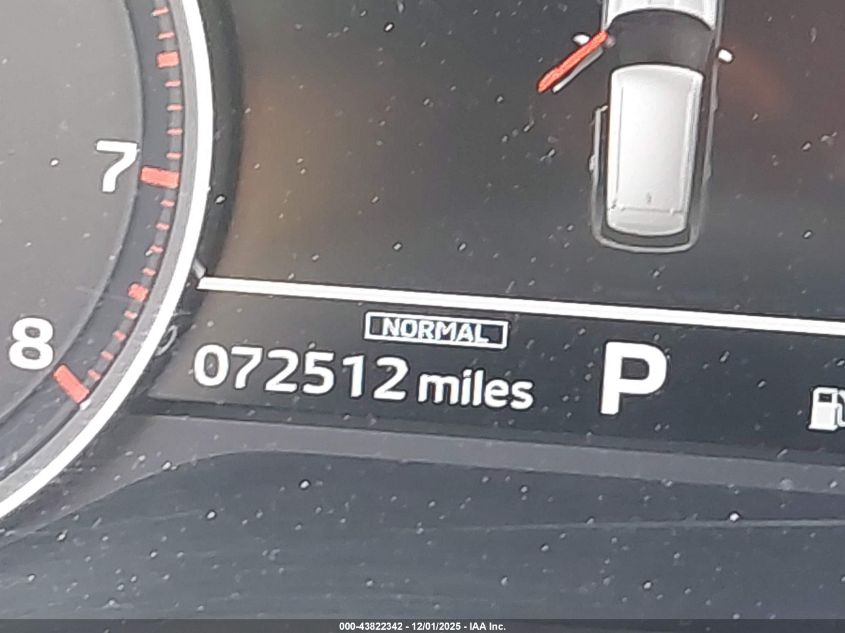 7
8
NORMAL
072512 miles
P
000-43822342 - 12/01/2025 - IAA Inc.